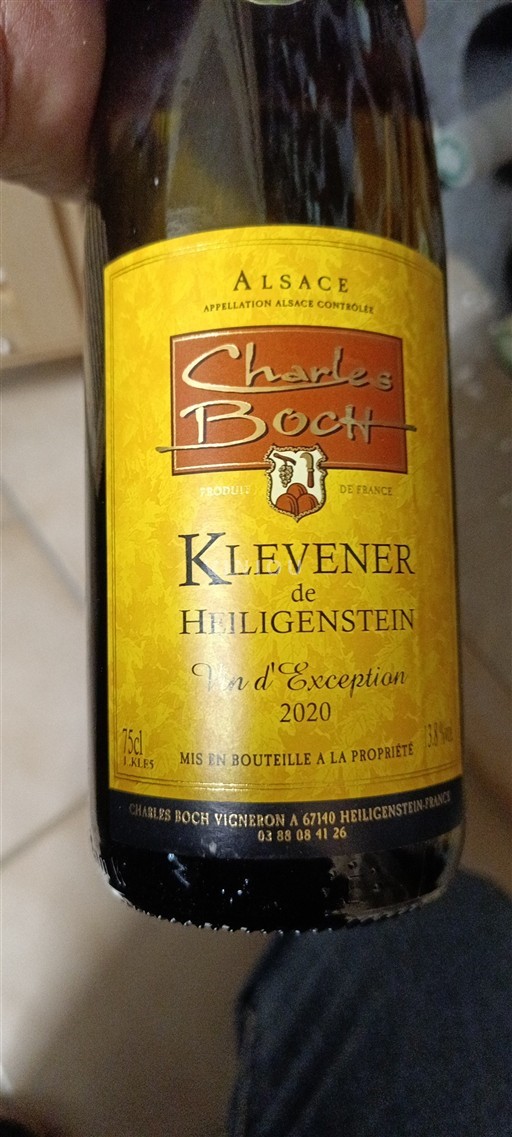 ALSACE
APPELLATION ALSACE CONTRÔLÉE
Charles
BOCH
PRODUIT DE FRANCE
KLEVENER
de
HEILIGENSTEIN
Vin d'Exception
2020
75cl
L.KLE5
MIS EN BOUTEILLE A LA PROPRIÉTÉ
13,8%vol.
CHARLES BOCH VIGNERON A 67140 HEILIGENSTEIN-FRANCE
03 88 08 41 26